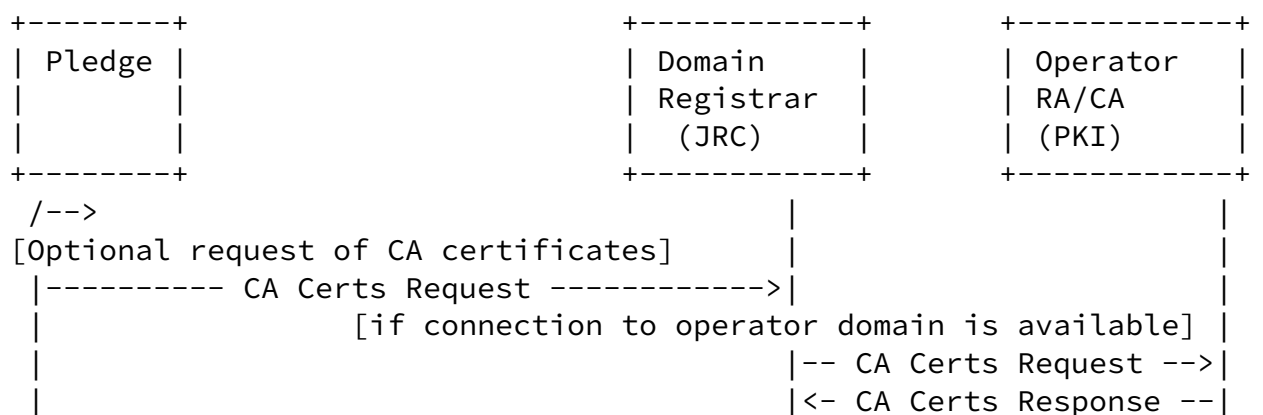 +--------+                       +------------+       +------------+
| Pledge |                       | Domain     |       | Operator   |
|        |                       | Registrar  |       | RA/CA      |
|        |                       |  (JRC)     |       | (PKI)      |
+--------+                       +------------+       +------------+
 /-->                                     |                      |
[Optional request of CA certificates]     |                      |
 |---------- CA Certs Request ------------>|                      |
 |                 [if connection to operator domain is available] |
 |                                        |-- CA Certs Request -->|
 |                                        |<- CA Certs Response --|